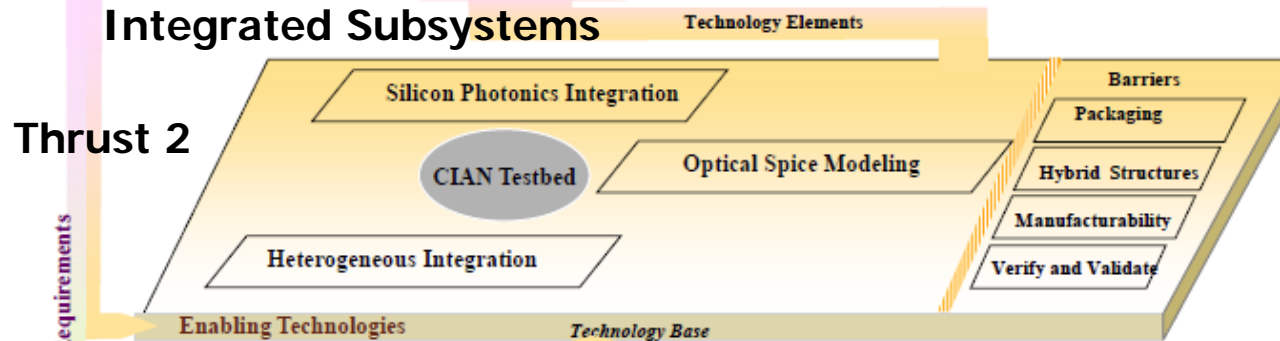 Integrated Subsystems
Technology Elements
Thrust 2
Silicon Photonics Integration
CIAN Testbed
Optical Spice Modeling
Heterogeneous Integration
Barriers
Packaging
Hybrid Structures
Manufacturability
Verify and Validate
equirements
Enabling Technologies
Technology Base